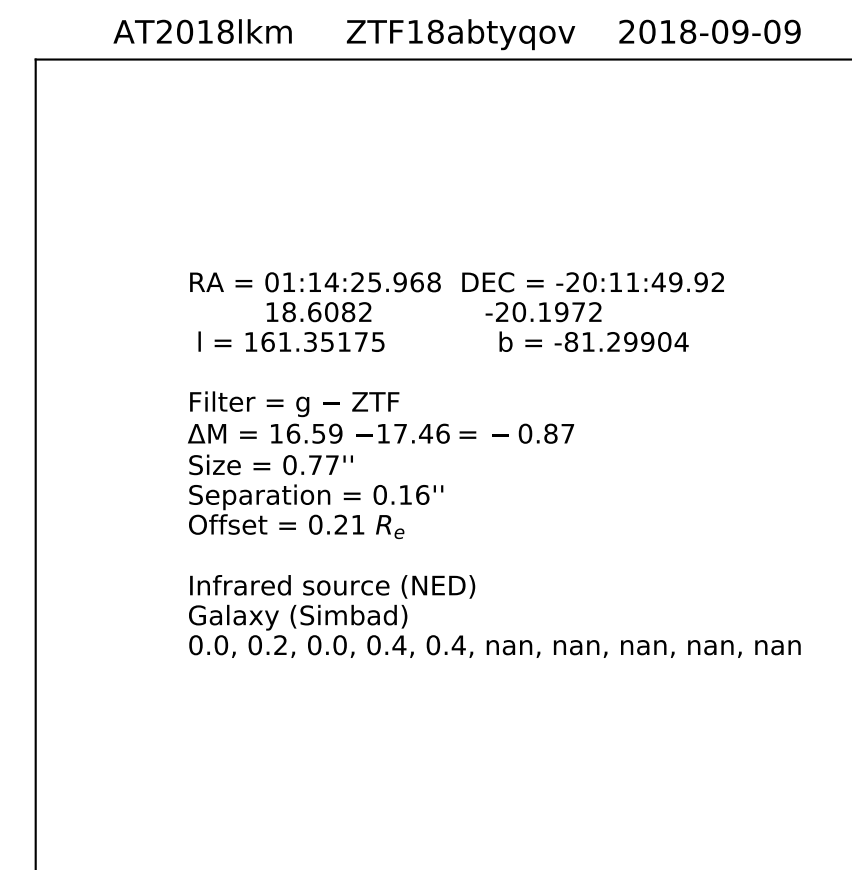 AT2018lkm ZTF18abtyqov 2018-09-09
RA = 01:14:25.968 DEC = -20:11:49.92
18.6082 -20.1972
l = 161.35175 b = -81.29904
Filter = g − ZTF
ΔM = 16.59 −17.46 = − 0.87
Size = 0.77''
Separation = 0.16''
Offset = 0.21 Rₑ
Infrared source (NED)
Galaxy (Simbad)
0.0, 0.2, 0.0, 0.4, 0.4, nan, nan, nan, nan, nan